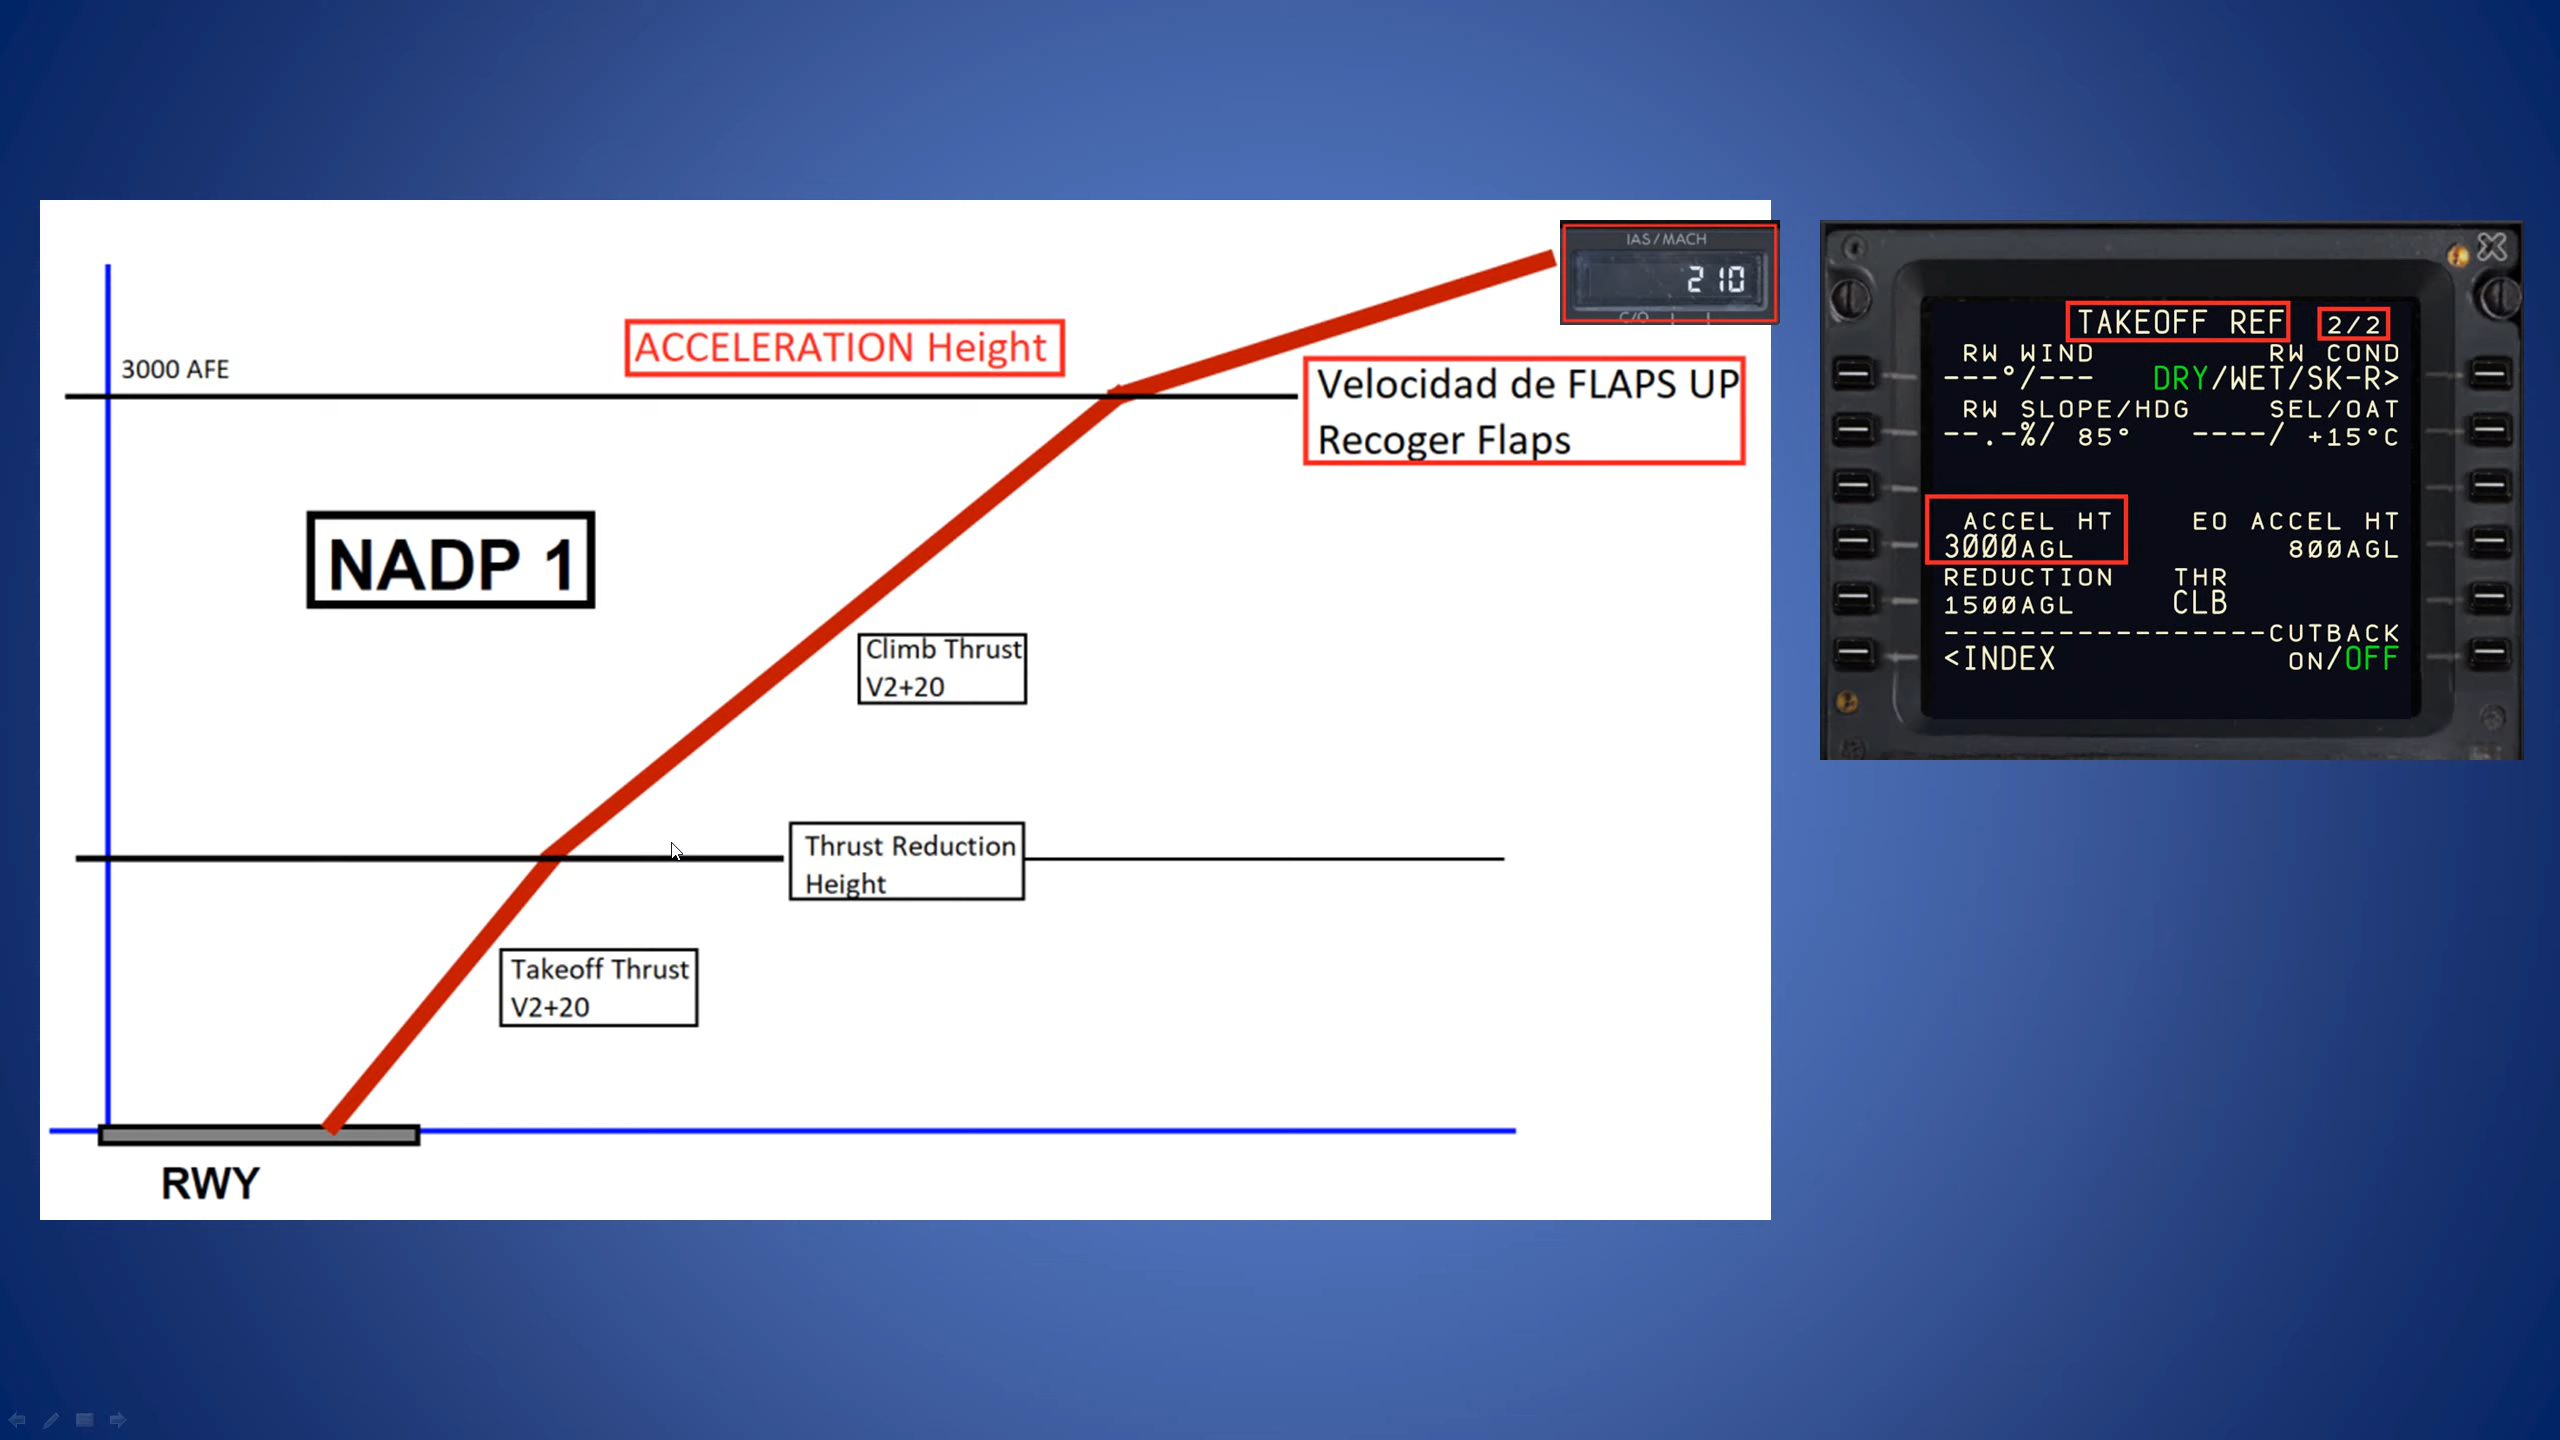 3000 AFE
ACCELERATION Height
IAS/MACH
210
Velocidad de FLAPS UP
Recoger Flaps
NADP 1
Climb Thrust
V2+20
Thrust Reduction
Height
Takeoff Thrust
V2+20
RWY
TAKEOFF REF 2/2
RW WIND RW COND
---°/--- DRY/WET/SK-R>
RW SLOPE/HDG SEL/OAT
--.-%/ 85° ----/ +15°C
ACCEL HT EO ACCEL HT
3000AGL 800AGL
REDUCTION THR
1500AGL CLB
-----------------CUTBACK
<INDEX ON/OFF